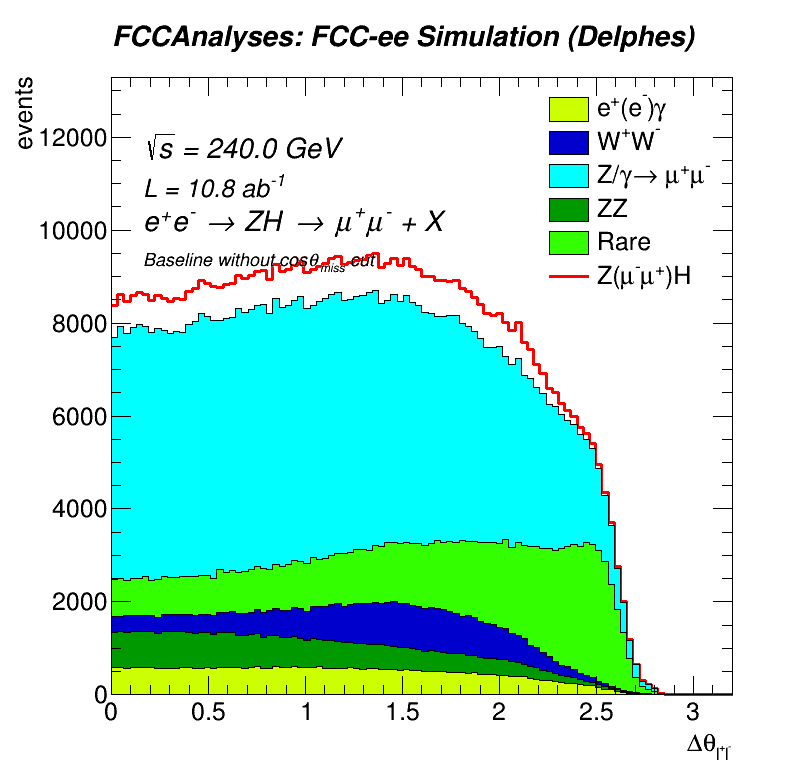 FCCAnalyses: FCC-ee Simulation (Delphes)
events
√s = 240.0 GeV
L = 10.8 ab⁻¹
e⁺e⁻ → ZH → μ⁺μ⁻ + X
Baseline without cosθ_miss cut
e⁺(e⁻)γ
W⁺W⁻
Z/γ→ μ⁺μ⁻
ZZ
Rare
Z(μ⁻μ⁺)H
12000
10000
8000
6000
4000
2000
0
0 0.5 1 1.5 2 2.5 3
Δθ_l⁺l⁻